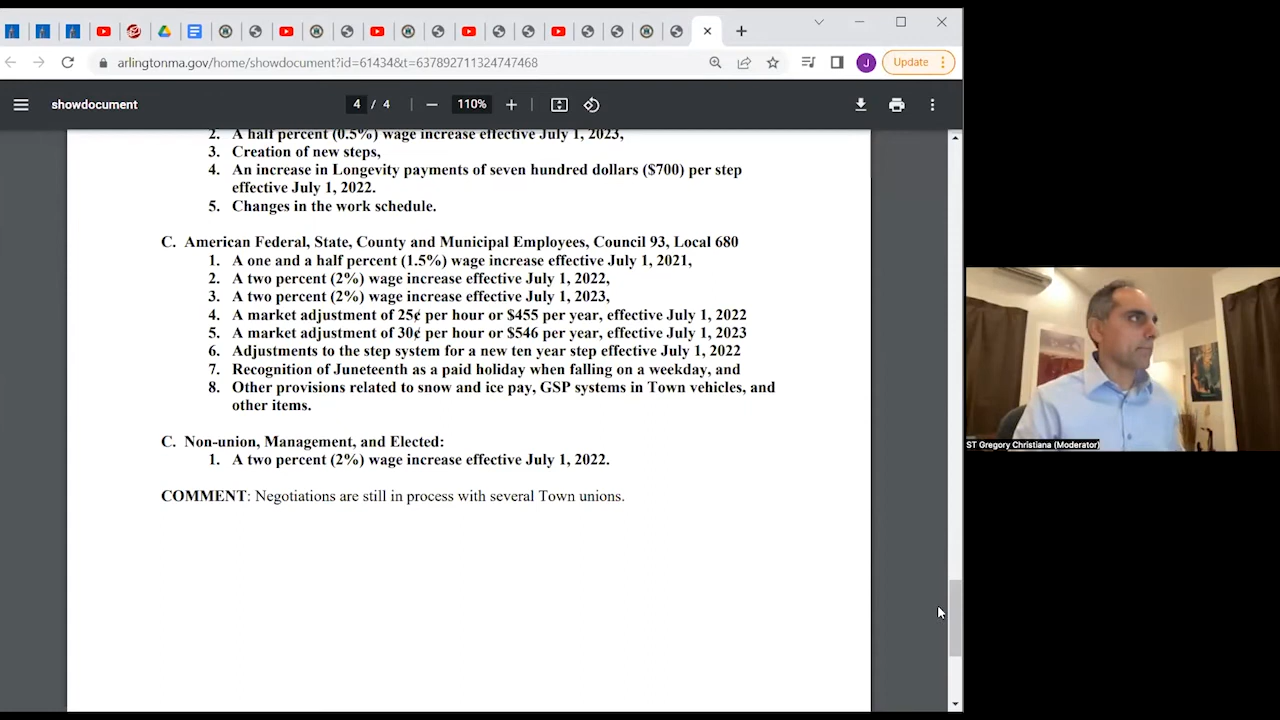 arlingtonma.gov/home/showdocument?id=61434&t=637892711324747468
J
Update
showdocument
4 / 4
110%
2. A half percent (0.5%) wage increase effective July 1, 2023,
3. Creation of new steps,
4. An increase in Longevity payments of seven hundred dollars ($700) per step
effective July 1, 2022.
5. Changes in the work schedule.
C. American Federal, State, County and Municipal Employees, Council 93, Local 680
1. A one and a half percent (1.5%) wage increase effective July 1, 2021,
2. A two percent (2%) wage increase effective July 1, 2022,
3. A two percent (2%) wage increase effective July 1, 2023,
4. A market adjustment of 25¢ per hour or $455 per year, effective July 1, 2022
5. A market adjustment of 30¢ per hour or $546 per year, effective July 1, 2023
6. Adjustments to the step system for a new ten year step effective July 1, 2022
7. Recognition of Juneteenth as a paid holiday when falling on a weekday, and
8. Other provisions related to snow and ice pay, GSP systems in Town vehicles, and
other items.
C. Non-union, Management, and Elected:
1. A two percent (2%) wage increase effective July 1, 2022.
COMMENT: Negotiations are still in process with several Town unions.
ST Gregory Christiana (Moderator)